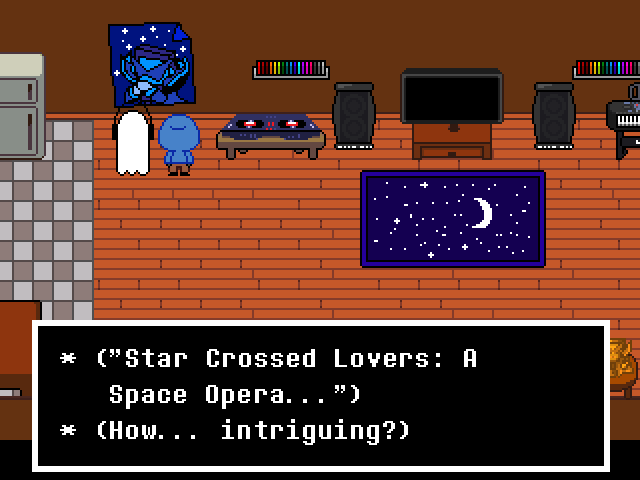 * ("Star Crossed Lovers: A
Space Opera...")
* (How... intriguing?)